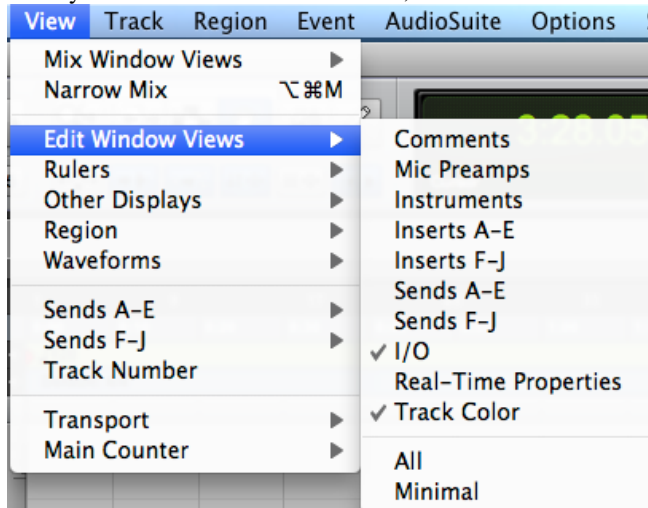 View Track Region Event AudioSuite Options
Mix Window Views
Narrow Mix ⌥⌘M
Edit Window Views
Rulers
Other Displays
Region
Waveforms
Sends A-E
Sends F-J
Track Number
Transport
Main Counter
Comments
Mic Preamps
Instruments
Inserts A-E
Inserts F-J
Sends A-E
Sends F-J
✓ I/O
Real-Time Properties
✓ Track Color
All
Minimal